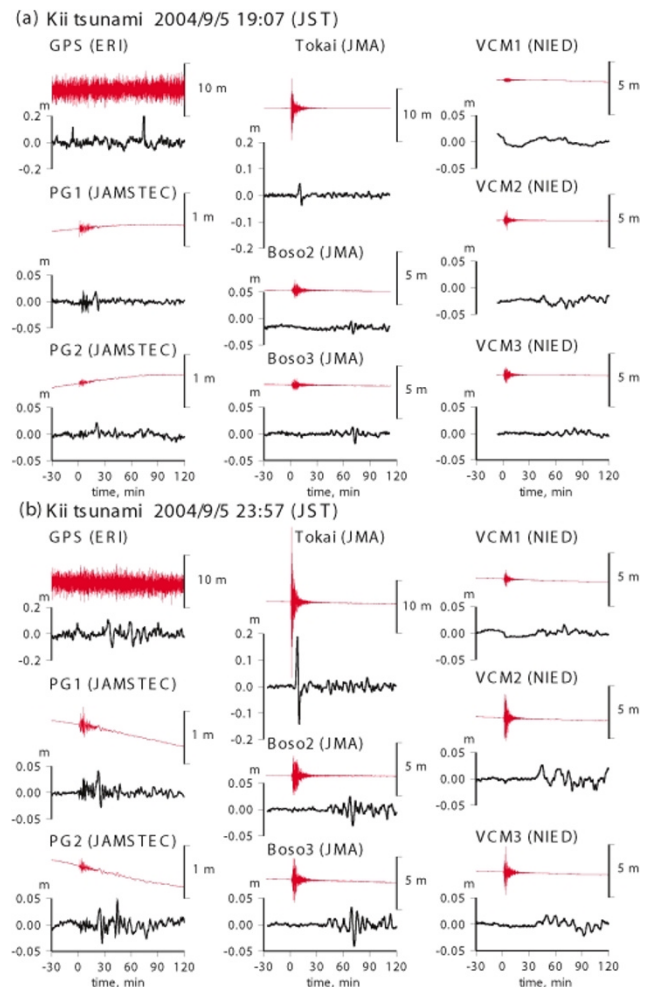 (a) Kii tsunami 2004/9/5 19:07 (JST)
GPS (ERI)
10 m
m
0.2
0.0
-0.2
PG1 (JAMSTEC)
1 m
m
0.05
0.00
-0.05
PG2 (JAMSTEC)
1 m
m
0.05
0.00
-0.05
-30 0 30 60 90 120
time, min
Tokai (JMA)
10 m
m
0.2
0.1
0.0
-0.1
-0.2
Boso2 (JMA)
5 m
m
0.05
0.00
-0.05
Boso3 (JMA)
5 m
m
0.05
0.00
-0.05
-30 0 30 60 90 120
time, min
VCM1 (NIED)
5 m
m
0.05
0.00
-0.05
VCM2 (NIED)
5 m
m
0.05
0.00
-0.05
VCM3 (NIED)
5 m
m
0.05
0.00
-0.05
-30 0 30 60 90 120
time, min
(b) Kii tsunami 2004/9/5 23:57 (JST)
GPS (ERI)
10 m
m
0.2
0.0
-0.2
PG1 (JAMSTEC)
1 m
m
0.05
0.00
-0.05
PG2 (JAMSTEC)
1 m
m
0.05
0.00
-0.05
-30 0 30 60 90 120
time, min
Tokai (JMA)
10 m
m
0.2
0.1
0.0
-0.1
-0.2
Boso2 (JMA)
5 m
m
0.05
0.00
-0.05
Boso3 (JMA)
5 m
m
0.05
0.00
-0.05
-30 0 30 60 90 120
time, min
VCM1 (NIED)
5 m
m
0.05
0.00
-0.05
VCM2 (NIED)
5 m
m
0.05
0.00
-0.05
VCM3 (NIED)
5 m
m
0.05
0.00
-0.05
-30 0 30 60 90 120
time, min